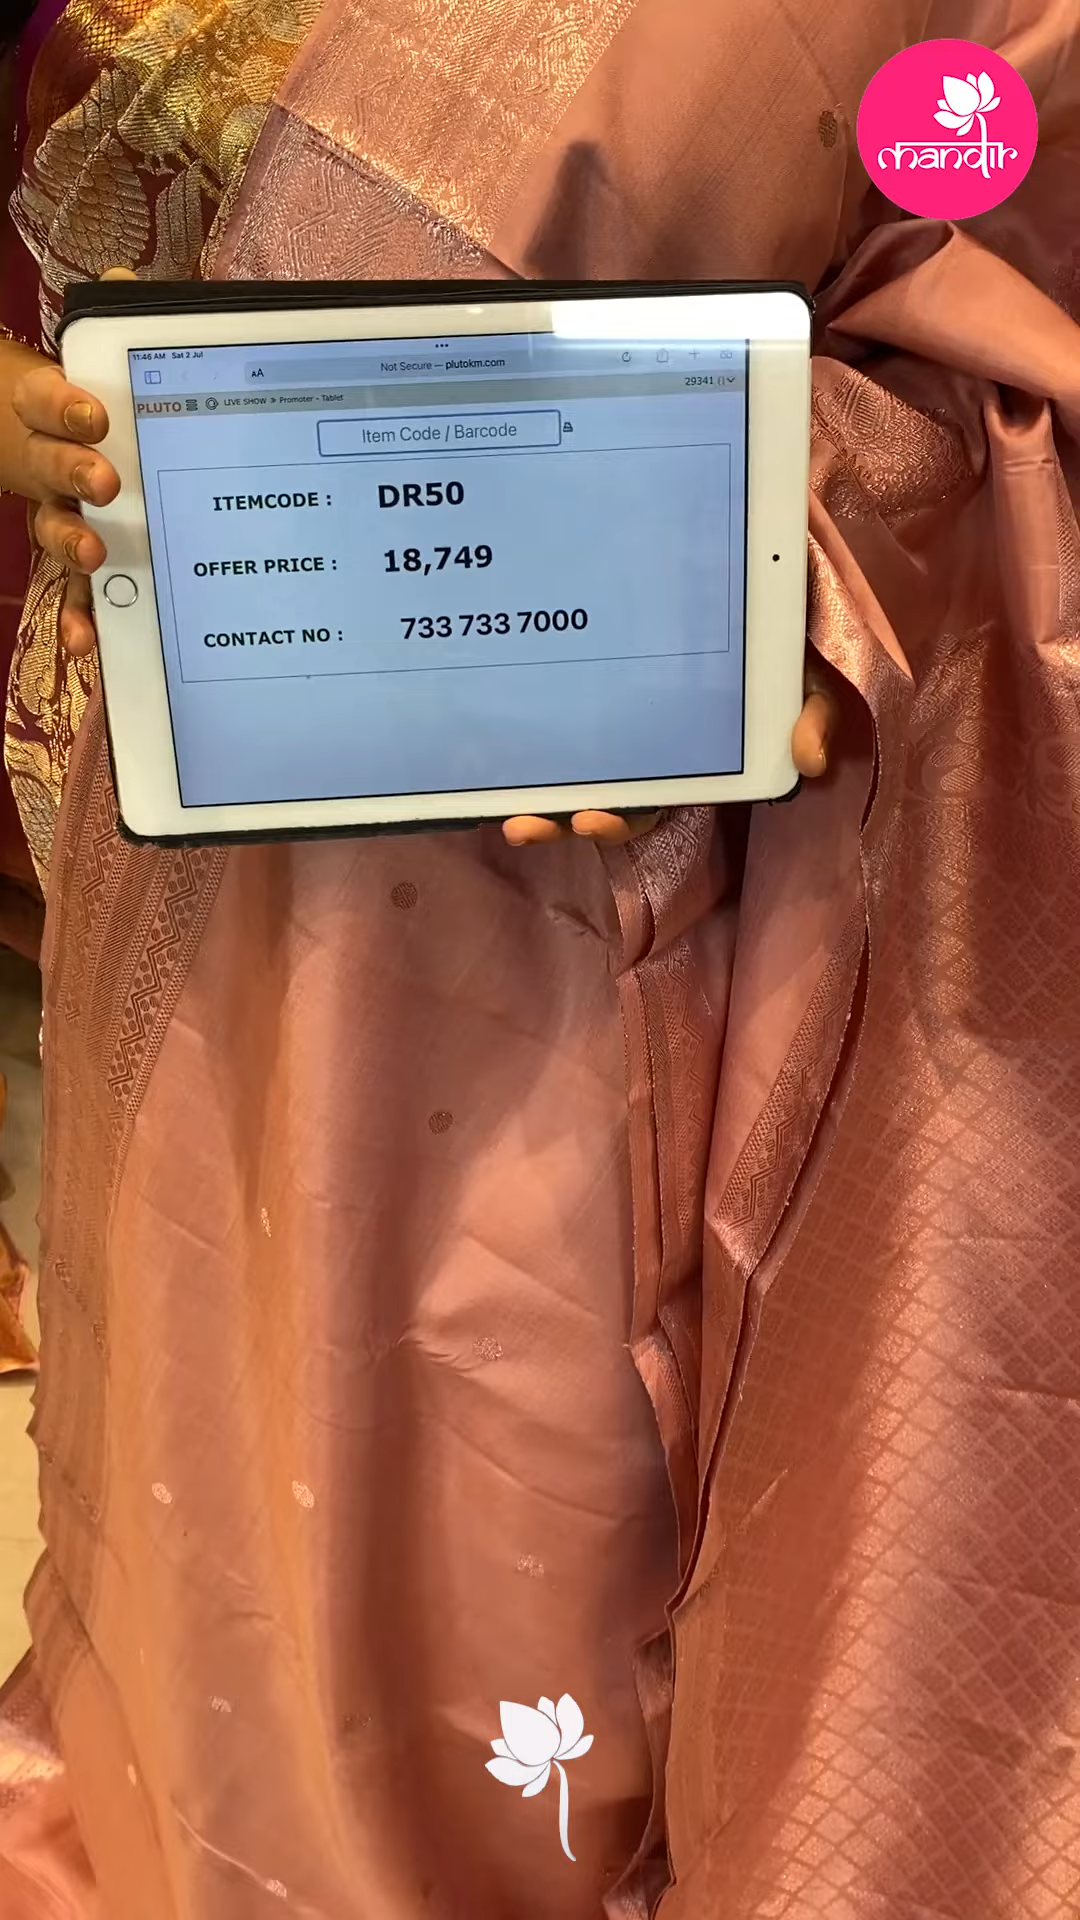 mandir
11:46 AM Sat 2 Jul
AA
Not Secure — plutokm.com
29341 ()
PLUTO
LIVE SHOW » Promoter - Tablet
Item Code / Barcode
ITEMCODE : DR50
OFFER PRICE : 18,749
CONTACT NO : 733 733 7000